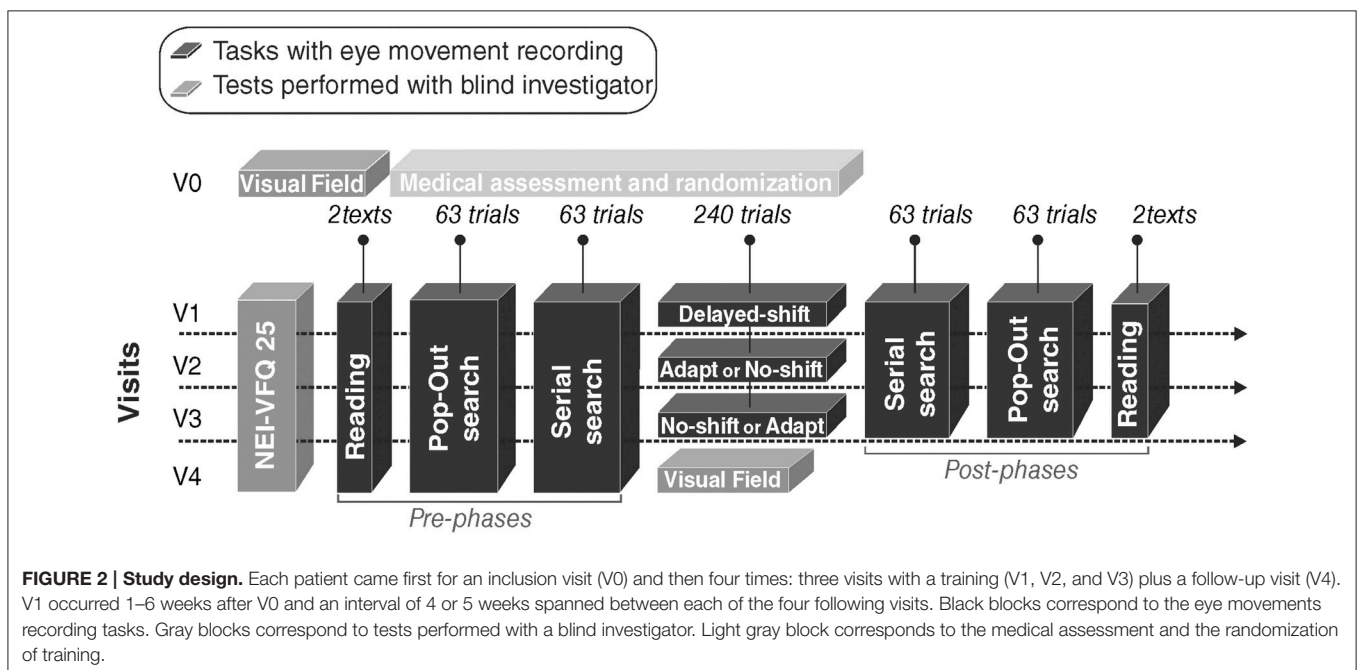 Tasks with eye movement recording
Tests performed with blind investigator
V0
Visual Field
Medical assessment and randomization
2texts
63 trials
63 trials
240 trials
63 trials
63 trials
2texts
Visits
V1
V2
V3
V4
NEI-VFQ 25
Reading
Pop-Out
search
Serial
search
Delayed-shift
Adapt or No-shift
No-shift or Adapt
Visual Field
Serial
search
Pop-Out
search
Reading
Pre-phases
Post-phases
FIGURE 2 | Study design. Each patient came first for an inclusion visit (V0) and then four times: three visits with a training (V1, V2, and V3) plus a follow-up visit (V4).
V1 occurred 1–6 weeks after V0 and an interval of 4 or 5 weeks spanned between each of the four following visits. Black blocks correspond to the eye movements
recording tasks. Gray blocks correspond to tests performed with a blind investigator. Light gray block corresponds to the medical assessment and the randomization
of training.